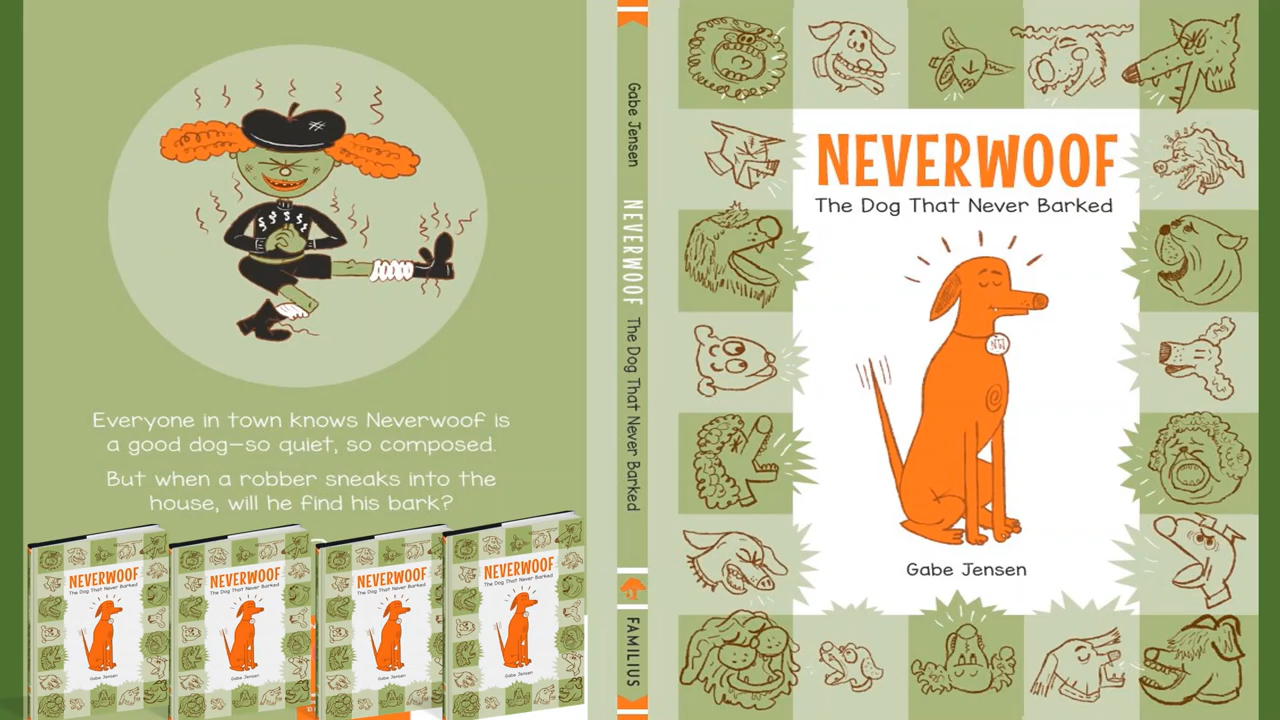 Everyone in town knows Neverwoof is
a good dog—so quiet, so composed.
But when a robber sneaks into the
house, will he find his bark?
NEVERWOOF
The Dog That Never Barked
Gabe Jensen
NEVERWOOF
The Dog That Never Barked
Gabe Jensen
NEVERWOOF
The Dog That Never Barked
Gabe Jensen
NEVERWOOF
The Dog That Never Barked
Gabe Jensen
Gabe Jensen
NEVERWOOF The Dog That Never Barked
FAMILIUS
NEVERWOOF
The Dog That Never Barked
NW
Gabe Jensen